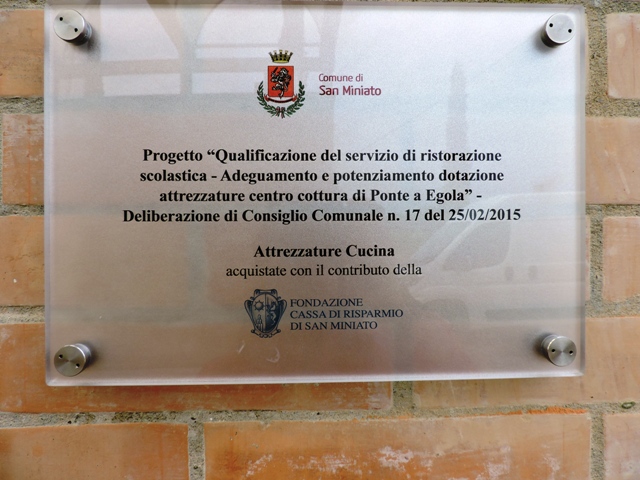 Comune di
San Miniato
Progetto “Qualificazione del servizio di ristorazione
scolastica - Adeguamento e potenziamento dotazione
attrezzature centro cottura di Ponte a Egola” -
Deliberazione di Consiglio Comunale n. 17 del 25/02/2015
Attrezzature Cucina
acquistate con il contributo della
FONDAZIONE
CASSA DI RISPARMIO
DI SAN MINIATO